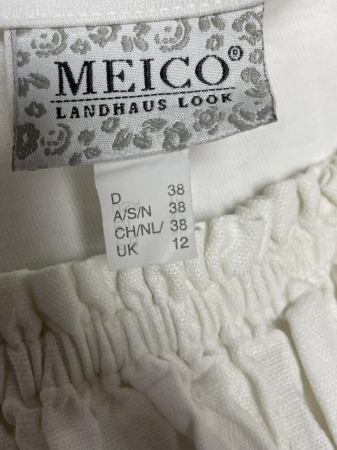 MEICO®
LANDHAUS LOOK
D 38
A/S/N 38
CH/NL/ 38
UK 12